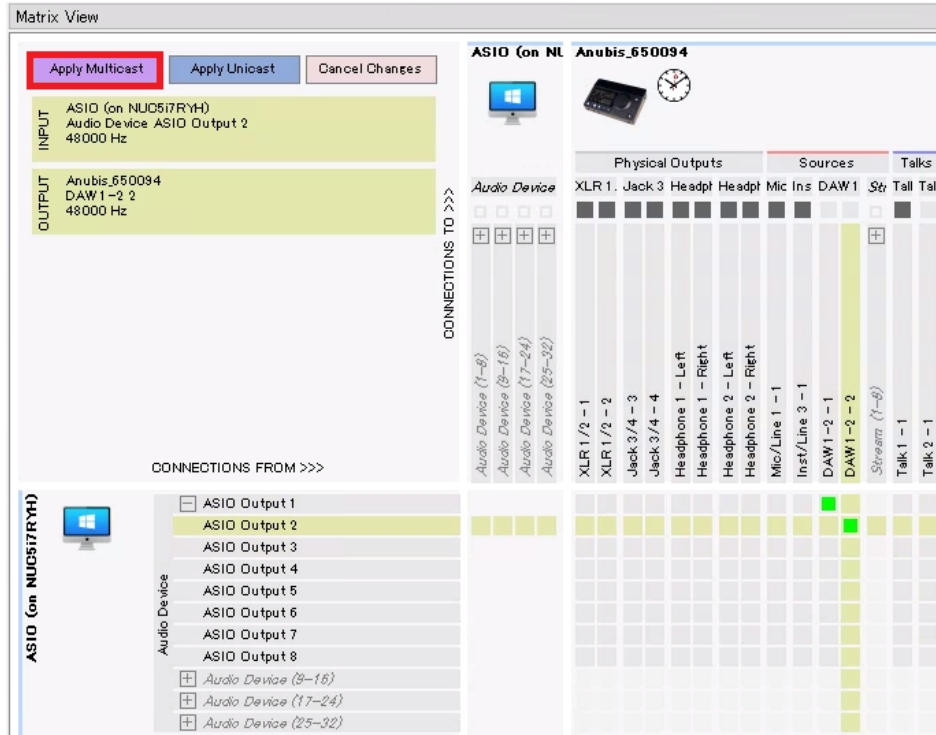 Matrix View
Apply Multicast
Apply Unicast
Cancel Changes
INPUT
ASIO (on NUC5i7RYH)
Audio Device ASIO Output 2
48000 Hz
OUTPUT
Anubis_650094
DAW1-2 2
48000 Hz
CONNECTIONS TO >>>
CONNECTIONS FROM >>>
ASIO (on NU
Anubis_650094
Physical Outputs
Sources
Talks
Audio Device
XLR 1. Jack 3 Headph Headph Mic Ins DAW1 Str Tall Tal
Audio Device (1-8)
Audio Device (9-16)
Audio Device (17-24)
Audio Device (25-32)
XLR 1/2 - 1
XLR 1/2 - 2
Jack 3/4 - 3
Jack 3/4 - 4
Headphone 1 - Left
Headphone 1 - Right
Headphone 2 - Left
Headphone 2 - Right
Mic/Line 1 - 1
Inst/Line 3 - 1
DAW1-2 - 1
DAW1-2 - 2
Stream (1-8)
Talk1 - 1
Talk 2 - 1
ASIO (on NUC5i7RYH)
Audio Device
ASIO Output 1
ASIO Output 2
ASIO Output 3
ASIO Output 4
ASIO Output 5
ASIO Output 6
ASIO Output 7
ASIO Output 8
Audio Device (9-16)
Audio Device (17-24)
Audio Device (25-32)